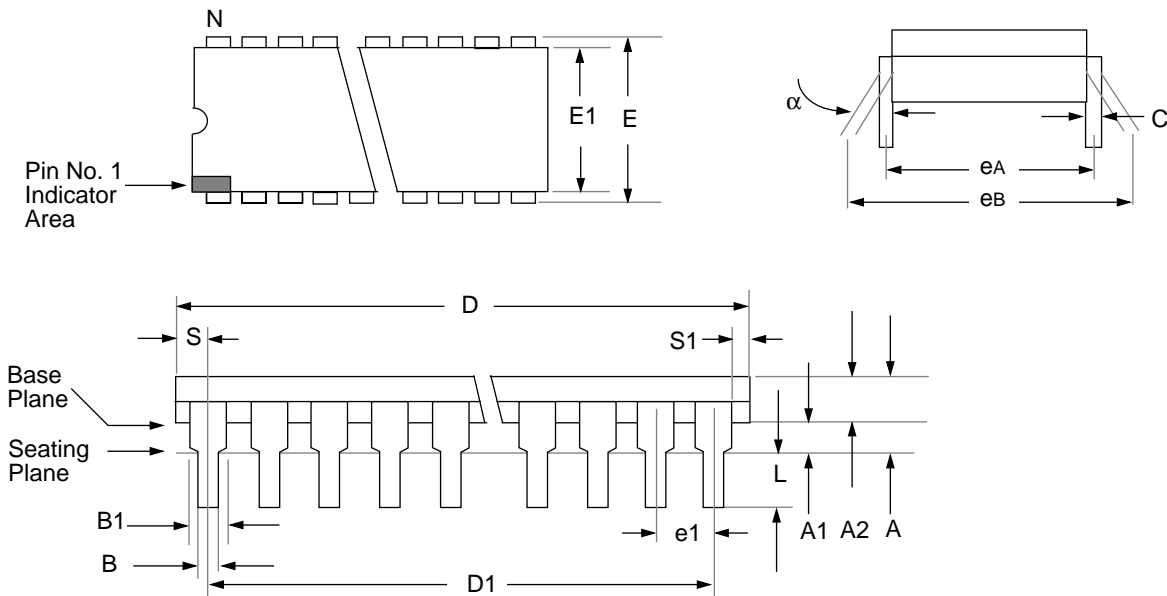 N
E1
E
Pin No. 1
Indicator
Area
α
C
eA
eB
D
S
S1
Base
Plane
Seating
Plane
L
B1
e1
A1
A2
A
B
D1